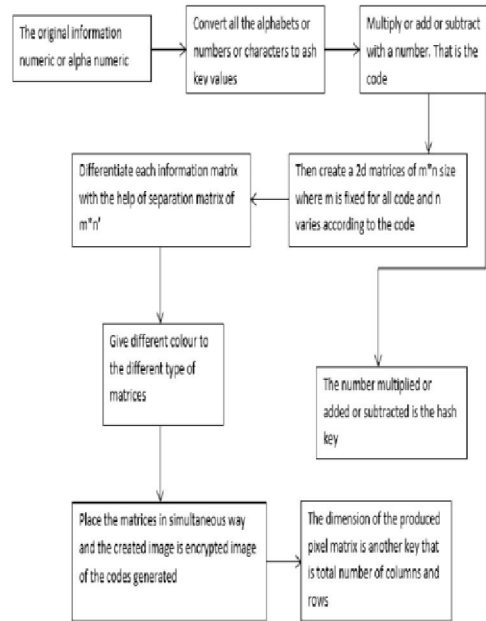 The original information
numeric or alpha numeric
Convert all the alphabets or
numbers or characters to ash
key values
Multiply or add or subtract
with a number. That is the
code
Differentiate each information matrix
with the help of separation matrix of
m*n'
Then create a 2d matrices of m*n size
where m is fixed for all code and n
varies according to the code
Give different colour to
the different type of
matrices
The number multiplied or
added or subtracted is the hash
key
Place the matrices in simultaneous way
and the created image is encrypted image
of the codes generated
The dimension of the produced
pixel matrix is another key that
is total number of columns and
rows